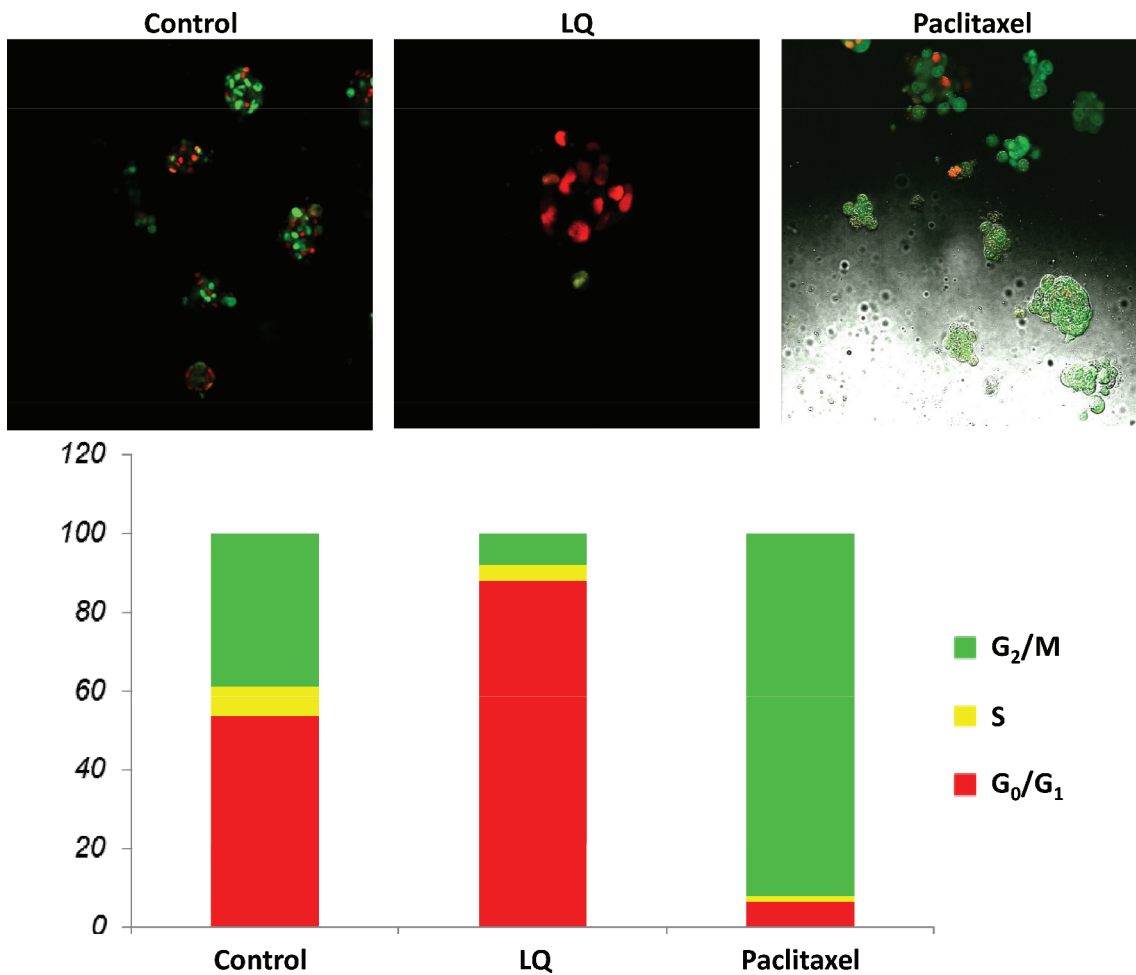 Control LQ Paclitaxel
120
100
80
60
40
20
0
G₂/M
S
G₀/G₁
Control LQ Paclitaxel